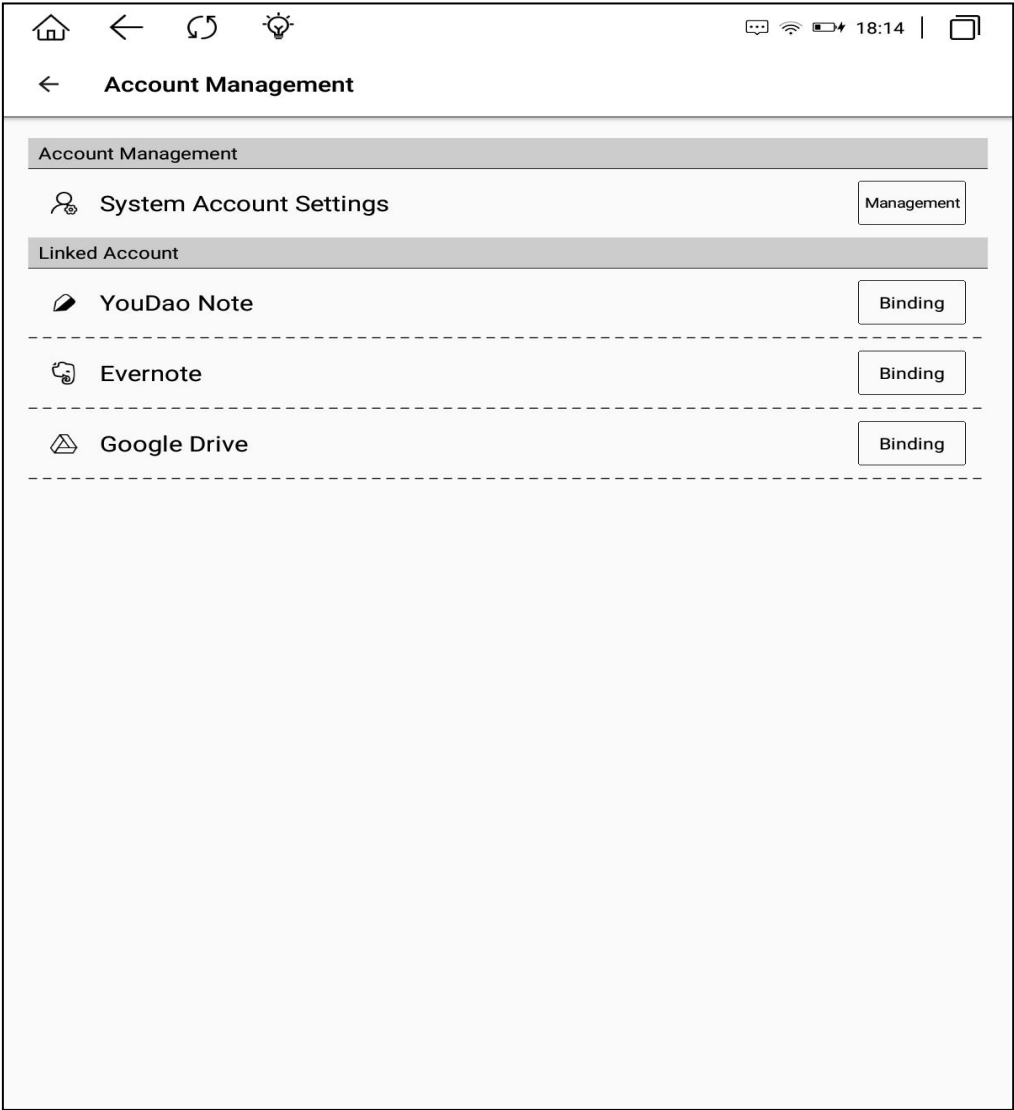 18:14
Account Management
Account Management
System Account Settings
Management
Linked Account
YouDao Note
Binding
Evernote
Binding
Google Drive
Binding